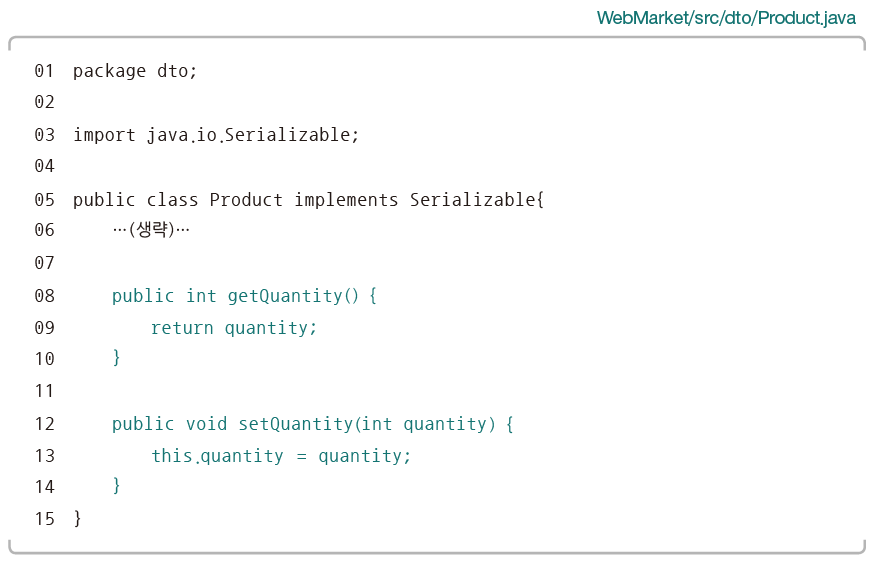 WebMarket/src/dto/Product.java
01 package dto;
02
03 import java.io.Serializable;
04
05 public class Product implements Serializable{
06 …(생략)…
07
08 public int getQuantity() {
09 return quantity;
10 }
11
12 public void setQuantity(int quantity) {
13 this.quantity = quantity;
14 }
15 }